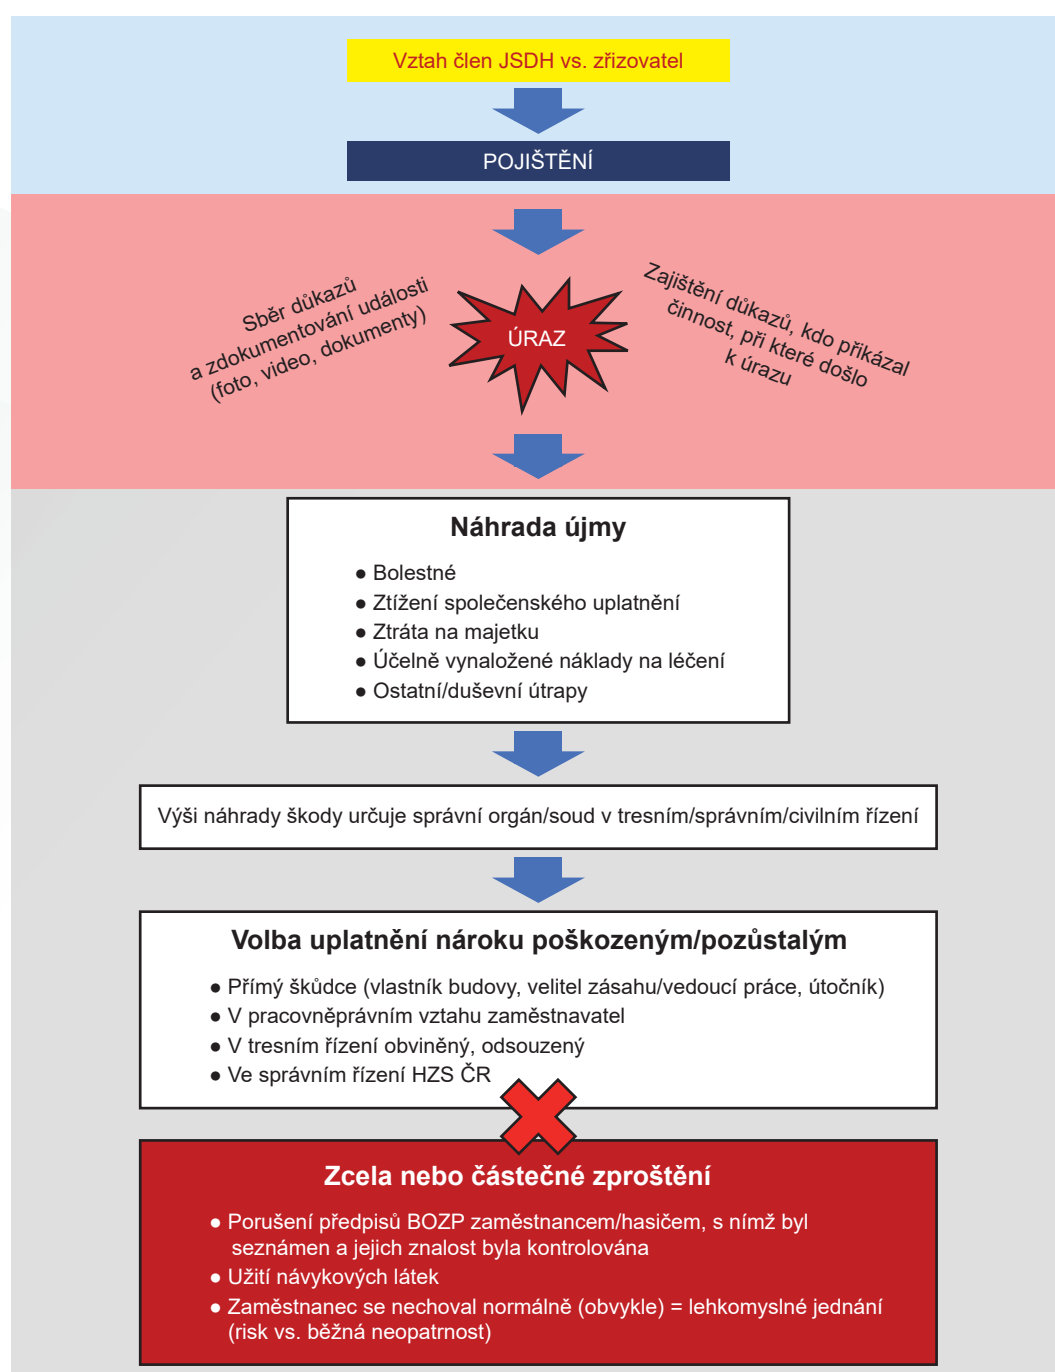 Vztah člen JSDH vs. zřizovatel
POJIŠTĚNÍ
Sběr důkazů
a zdokumentování události
(foto, video, dokumenty)
ÚRAZ
Zajištění důkazů, kdo přikázal
činnost, při které došlo
k úrazu
Náhrada újmy
● Bolestné
● Ztížení společenského uplatnění
● Ztráta na majetku
● Účelně vynaložené náklady na léčení
● Ostatní/duševní útrapy
Výši náhrady škody určuje správní orgán/soud v tresním/správním/civilním řízení
Volba uplatnění nároku poškozeným/pozůstalým
● Přímý škůdce (vlastník budovy, velitel zásahu/vedoucí práce, útočník)
● V pracovněprávním vztahu zaměstnavatel
● V tresním řízení obviněný, odsouzený
● Ve správním řízení HZS ČR
Zcela nebo částečné zproštění
● Porušení předpisů BOZP zaměstnancem/hasičem, s nímž byl
seznámen a jejich znalost byla kontrolována
● Užití návykových látek
● Zaměstnanec se nechoval normálně (obvykle) = lehkomyslné jednání
(risk vs. běžná neopatrnost)